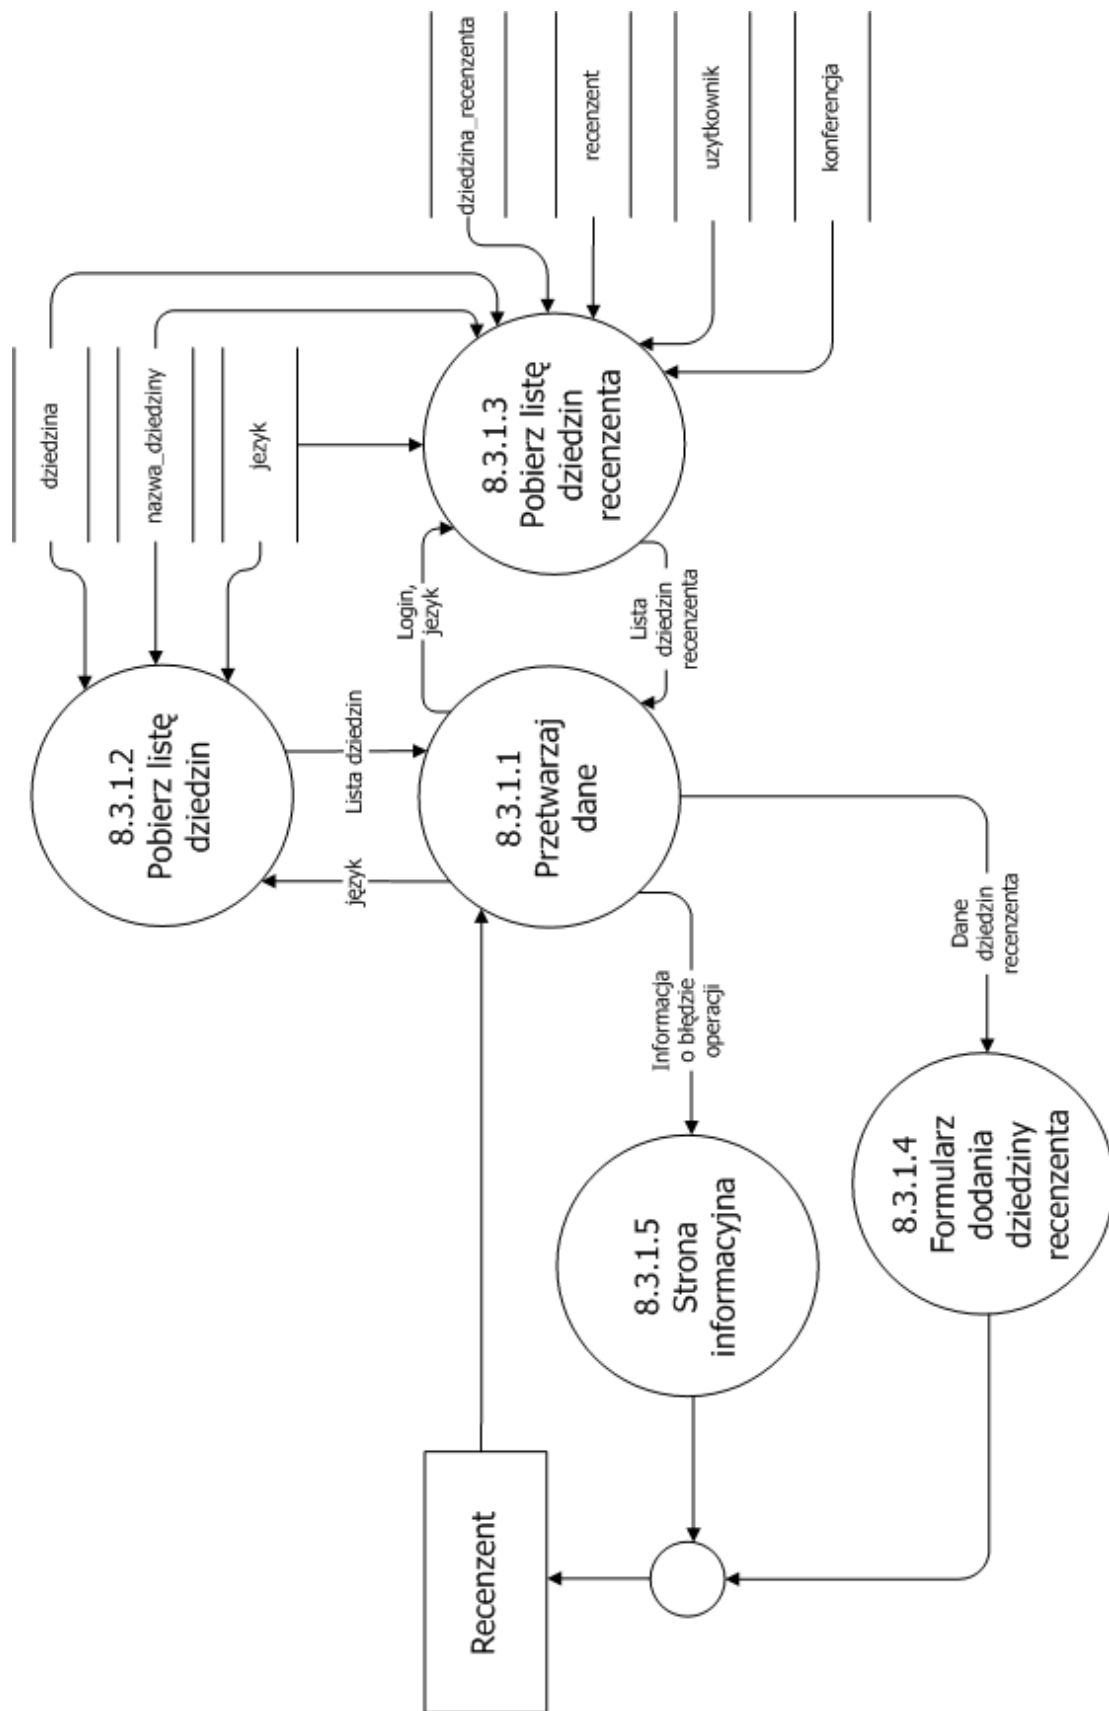 dziedzina
nazwa_dziedziny
jezyk
8.3.1.2
Pobierz listę
dziedzin
język
Lista dziedzin
Login,
jezyk
Recenzent
8.3.1.1
Przetwarzaj
dane
8.3.1.3
Pobierz listę
dziedzin
recenzenta
dziedzina_recenzenta
recenzent
uzytkownik
konferencja
Lista
dziedzin
recenzenta
Informacja
o błędzie
operacji
8.3.1.5
Strona
informacyjna
Dane
dziedzin
recenzenta
8.3.1.4
Formularz
dodania
dziedziny
recenzenta